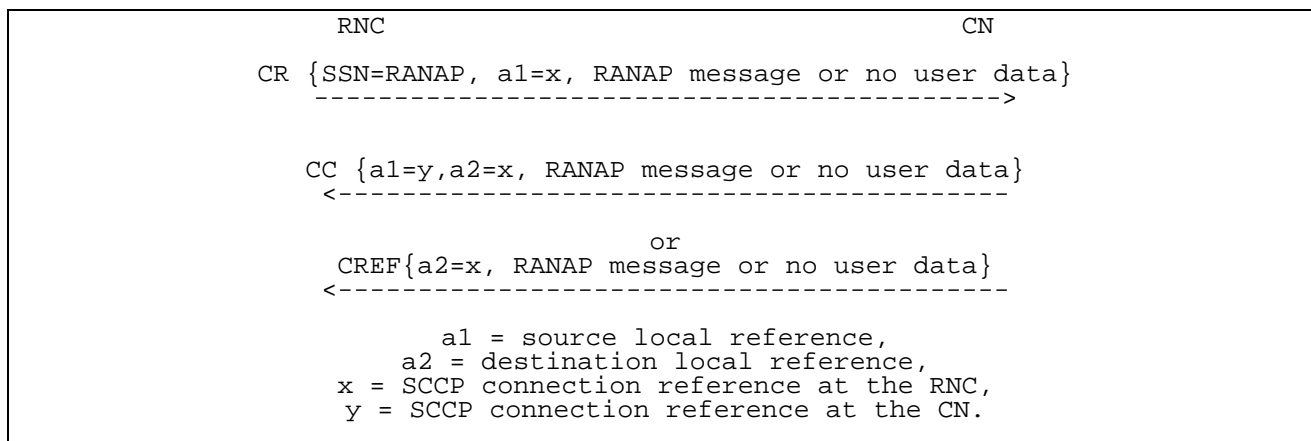 RNC CN
CR {SSN=RANAP, a1=x, RANAP message or no user data}
------------------------------------------->
CC {a1=y,a2=x, RANAP message or no user data}
<------------------------------------------
or
CREF{a2=x, RANAP message or no user data}
<------------------------------------------
a1 = source local reference,
a2 = destination local reference,
x = SCCP connection reference at the RNC,
y = SCCP connection reference at the CN.